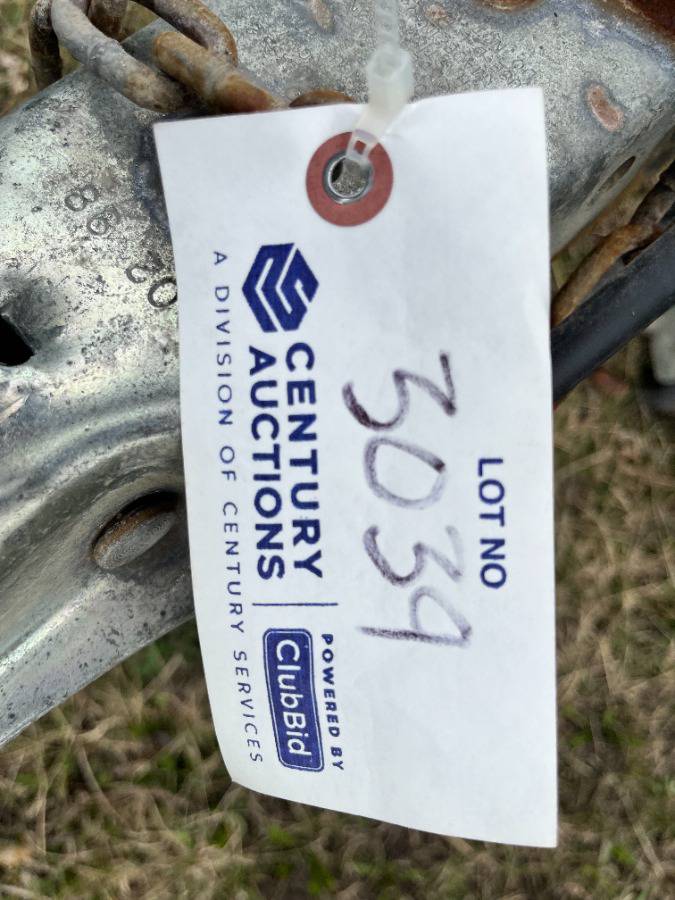 LOT NO
3039
CENTURY
AUCTIONS
A DIVISION OF CENTURY SERVICES
POWERED BY
ClubBid